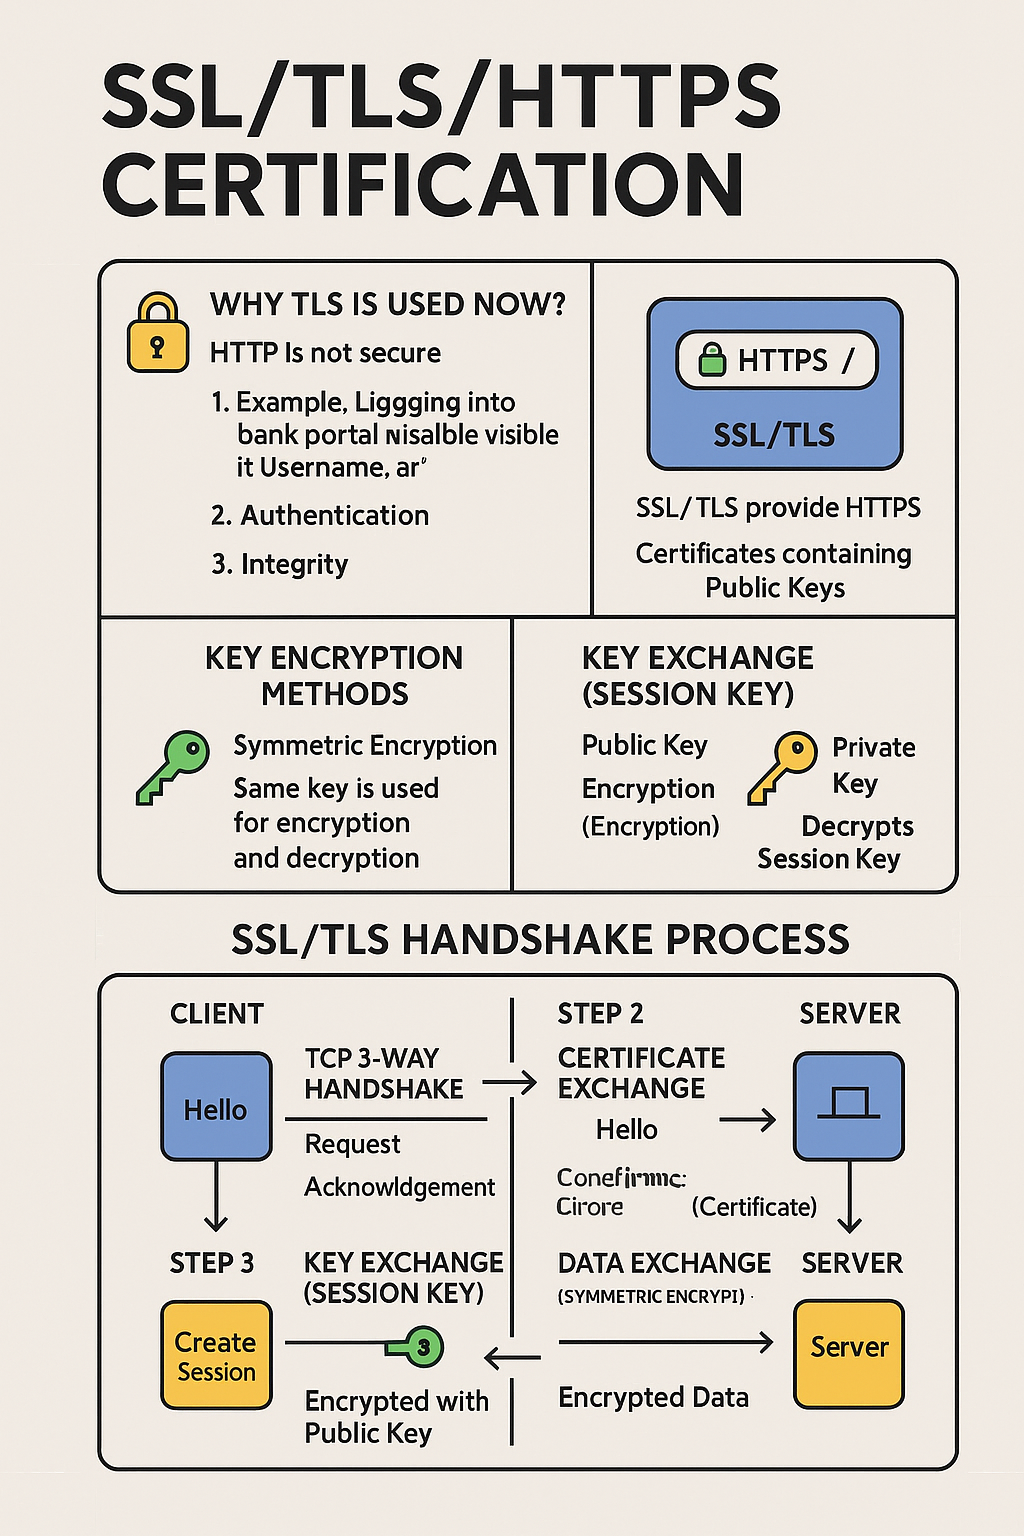 SSL/TLS/HTTPS
CERTIFICATION
WHY TLS IS USED NOW?
HTTP Is not secure
1. Example, Liggging into
bank portal visible
it Username, ar
2. Authentication
3. Integrity
HTTPS /
SSL/TLS
SSL/TLS provide HTTPS
Certificates containing
Public Keys
KEY ENCRYPTION
METHODS
Symmetric Encryption
Same key is used
for encryption
and decryption
KEY EXCHANGE
(SESSION KEY)
Public Key
Encryption
(Encryption)
Private
Key
Decrypts
Session Key
SSL/TLS HANDSHAKE PROCESS
CLIENT
Hello
TCP 3-WAY
HANDSHAKE
Request
Acknowldgement
STEP 2
CERTIFICATE
EXCHANGE
Hello
Cirore
(Certificate)
SERVER
STEP 3
Create
Session
KEY EXCHANGE
(SESSION KEY)
3
Encrypted with
Public Key
DATA EXCHANGE
(SYMMETRIC ENCRYPI)
Encrypted Data
SERVER
Server